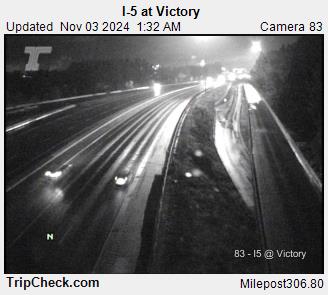 I-5 at Victory
Updated  Nov 03 2024  1:32 AM
Camera 83
N
83 - I5 @ Victory
TripCheck.com
Milepost306.80